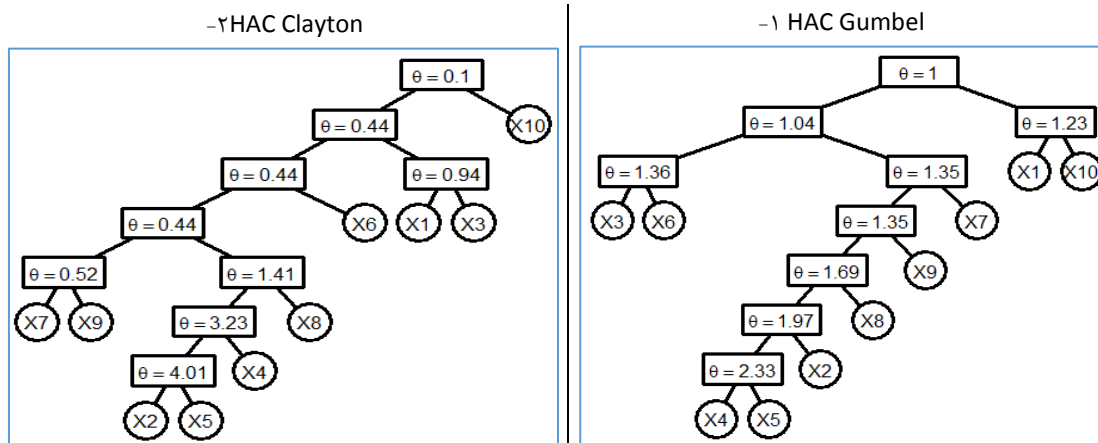 -۲HAC Clayton
θ = 0.1
θ = 0.44
X10
θ = 0.44
θ = 0.94
θ = 0.44
X6
X1
X3
θ = 0.52
θ = 1.41
X7
X9
θ = 3.23
X8
θ = 4.01
X4
X2
X5
-۱ HAC Gumbel
θ = 1
θ = 1.04
θ = 1.23
θ = 1.36
θ = 1.35
X1
X10
X3
X6
θ = 1.35
X7
θ = 1.69
X9
θ = 1.97
X8
θ = 2.33
X2
X4
X5